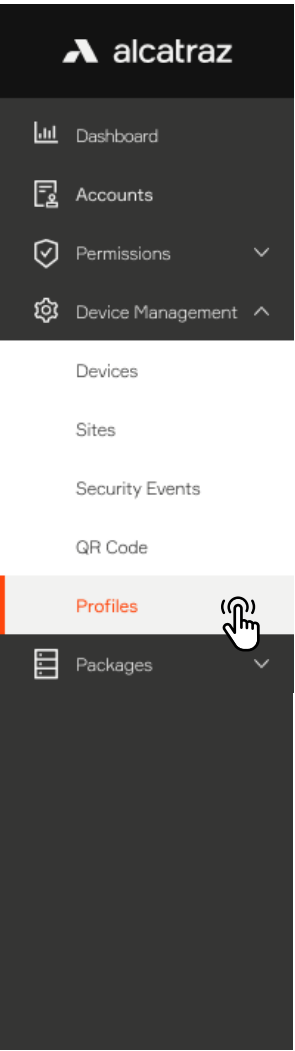 alcatraz
Dashboard
Accounts
Permissions
Device Management
Devices
Sites
Security Events
QR Code
Profiles
Packages